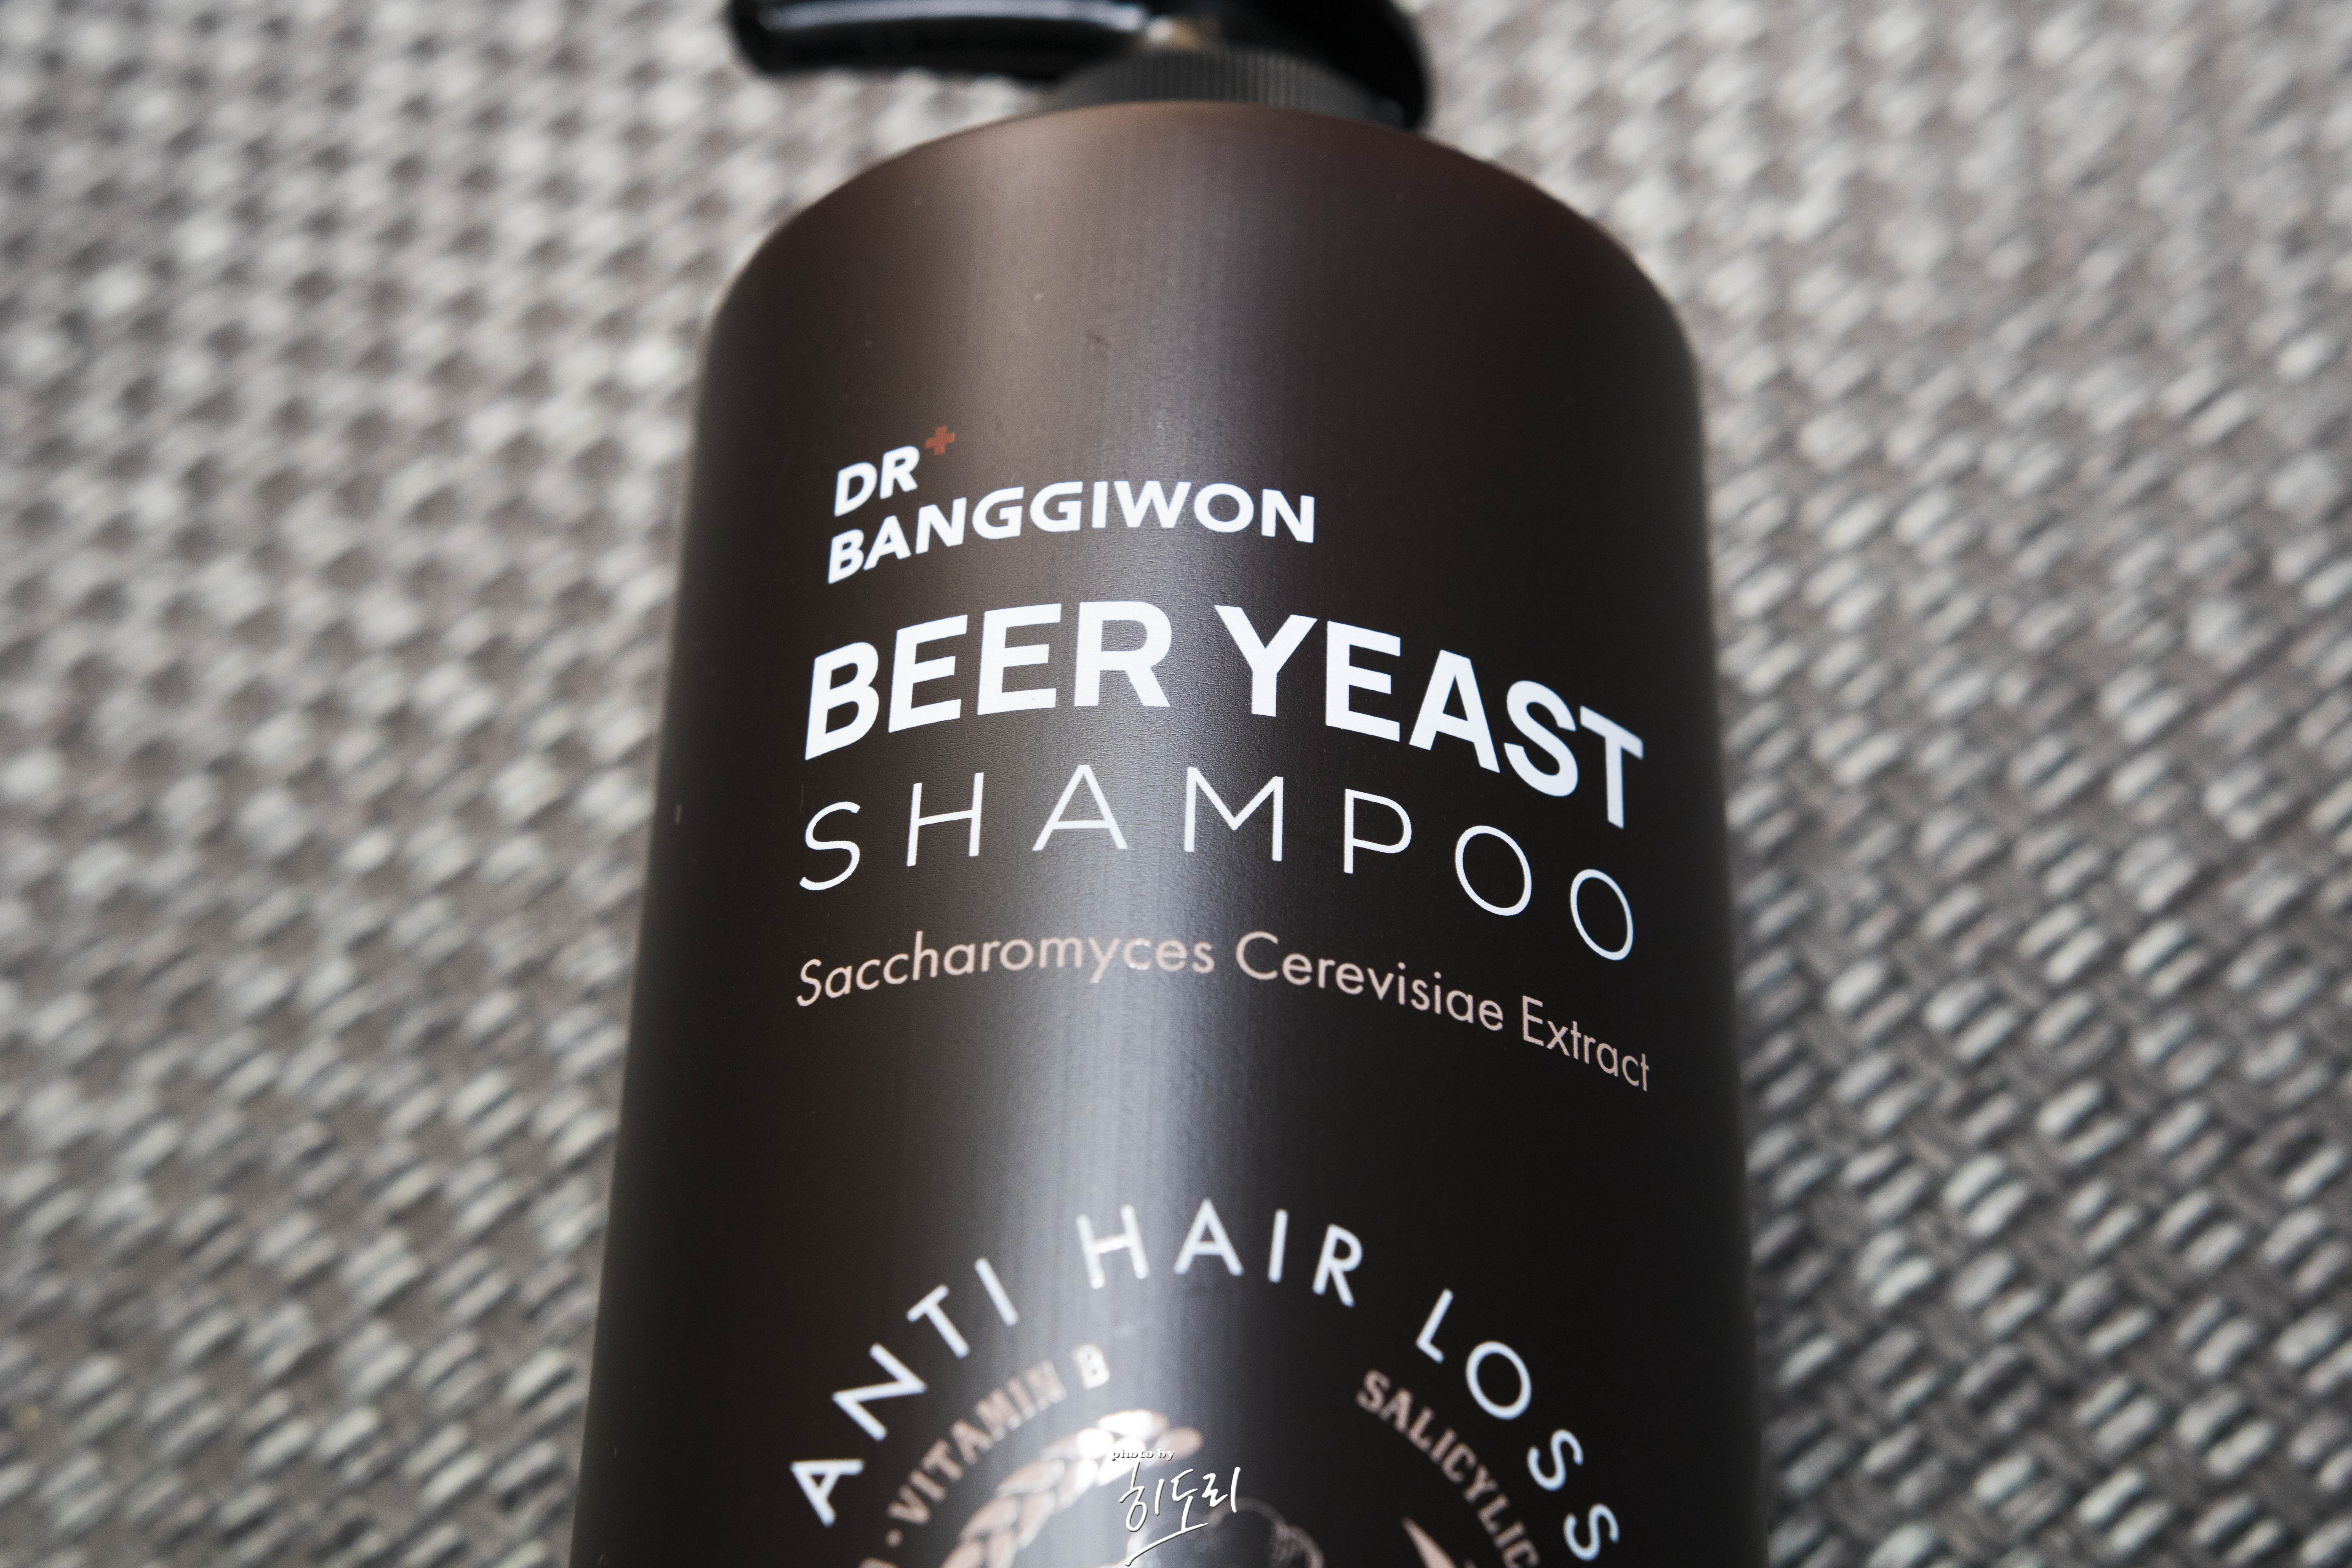 DR+
BANGGIWON
BEER YEAST
SHAMPOO
Saccharomyces Cerevisiae Extract
ANTI HAIR LOSS
· VITAMIN B
SALICYLIC
photo by
히도리